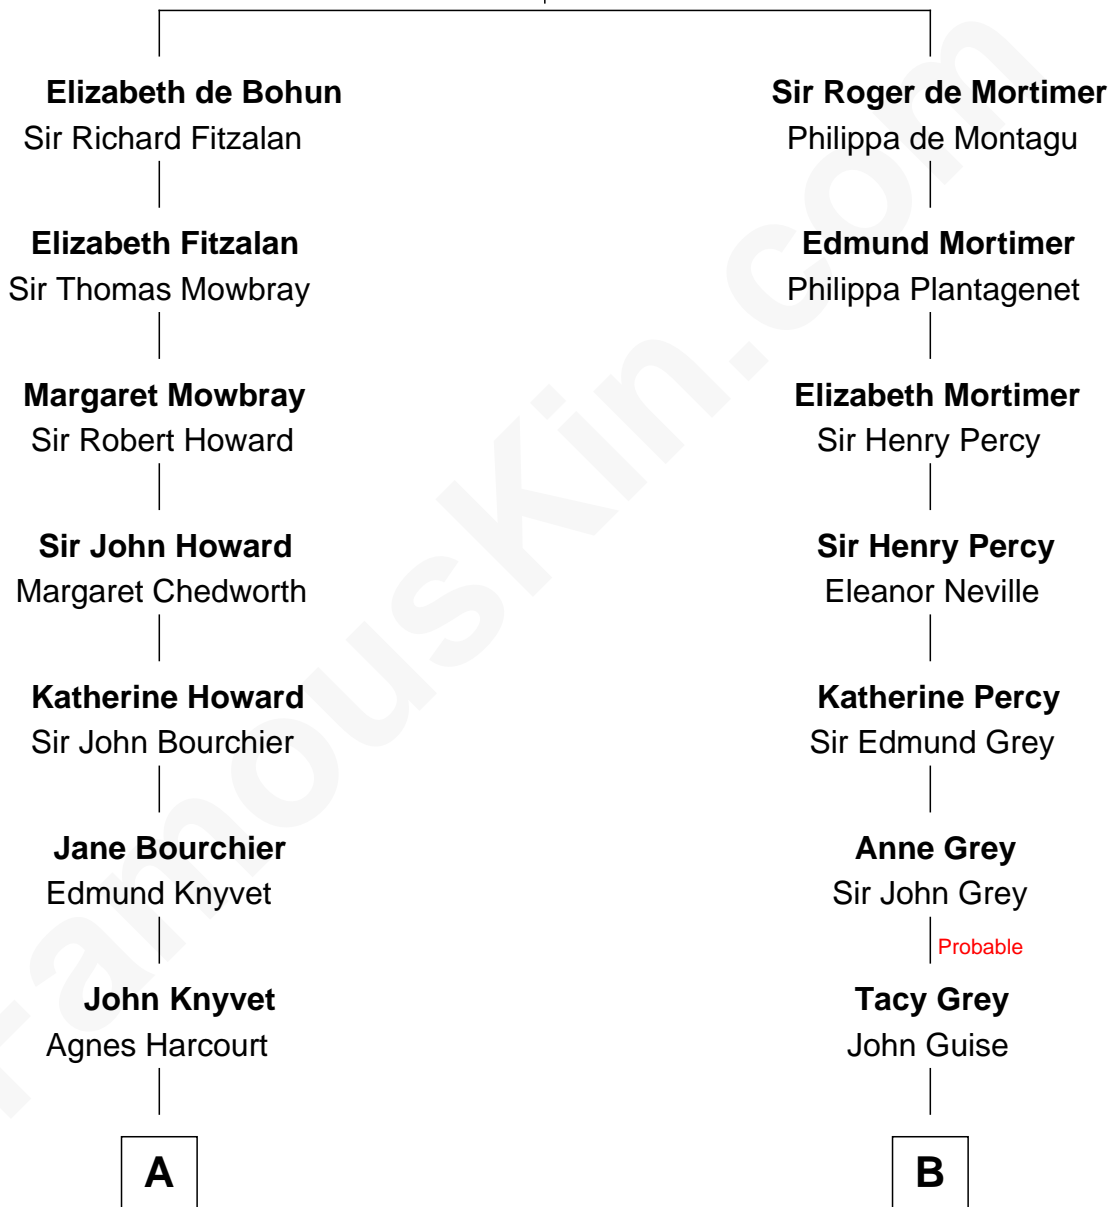 Elizabeth de Bohun
Sir Richard Fitzalan
Elizabeth Fitzalan
Sir Thomas Mowbray
Margaret Mowbray
Sir Robert Howard
Sir John Howard
Margaret Chedworth
Katherine Howard
Sir John Bourchier
Jane Bourchier
Edmund Knyvet
John Knyvet
Agnes Harcourt
A
Sir Roger de Mortimer
Philippa de Montagu
Edmund Mortimer
Philippa Plantagenet
Elizabeth Mortimer
Sir Henry Percy
Sir Henry Percy
Eleanor Neville
Katherine Percy
Sir Edmund Grey
Anne Grey
Sir John Grey
Probable
Tacy Grey
John Guise
B
FamousKin.com